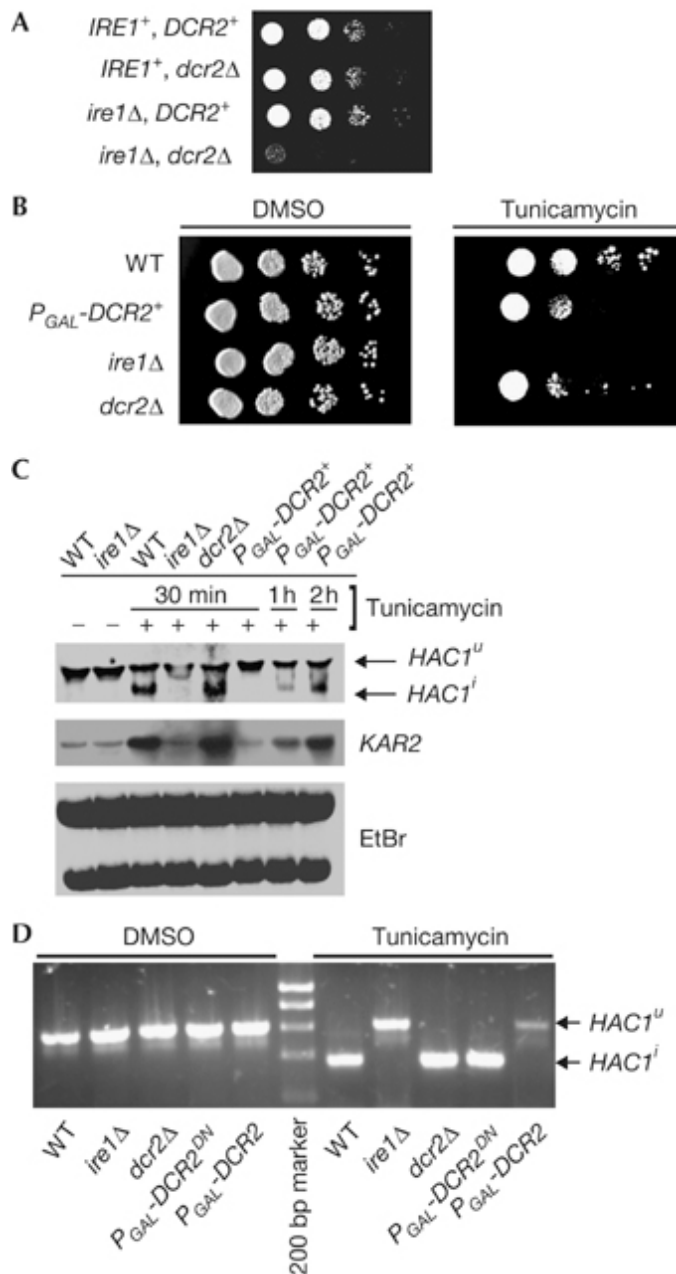 A
IRE1+, DCR2+
IRE1+, dcr2Δ
ire1Δ, DCR2+
ire1Δ, dcr2Δ
B
DMSO Tunicamycin
WT
PGAL-DCR2+
ire1Δ
dcr2Δ
C
WT ire1Δ WT ire1Δ dcr2Δ PGAL-DCR2+ PGAL-DCR2+ PGAL-DCR2+
30 min 1 h 2h
– – + + + + + + ] Tunicamycin
HAC1u
HAC1i
KAR2
EtBr
D
DMSO Tunicamycin
HAC1u
HAC1i
WT ire1Δ dcr2Δ PGAL-DCR2DN PGAL-DCR2 200 bp marker WT ire1Δ dcr2Δ PGAL-DCR2DN PGAL-DCR2